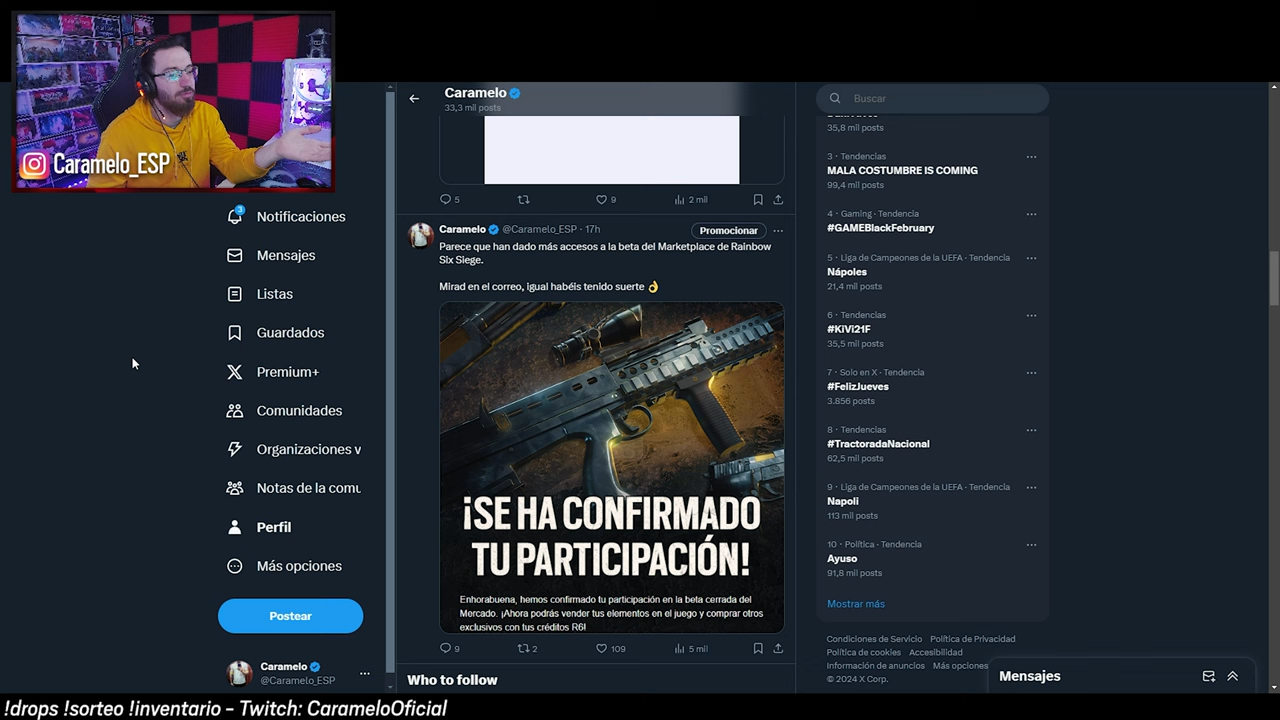 Caramelo_ESP
Notificaciones
3
Mensajes
Listas
Guardados
Premium+
Comunidades
Organizaciones v
Notas de la comu
Perfil
Más opciones
Postear
Caramelo
@Caramelo_ESP
Caramelo
33,3 mil posts
5
9
2 mil
Caramelo @Caramelo_ESP · 17h
Promocionar
Parece que han dado más accesos a la beta del Marketplace de Rainbow
Six Siege.
Mirad en el correo, igual habéis tenido suerte 👌
¡SE HA CONFIRMADO
TU PARTICIPACIÓN!
Enhorabuena, hemos confirmado tu participación en la beta cerrada del
Mercado. ¡Ahora podrás vender tus elementos en el juego y comprar otros
exclusivos con tus créditos R6!
9
2
109
5 mil
Who to follow
Buscar
35,8 mil posts
3 · Tendencias
MALA COSTUMBRE IS COMING
99,4 mil posts
4 · Gaming · Tendencia
#GAMEBlackFebruary
5 · Liga de Campeones de la UEFA · Tendencia
Nápoles
21,4 mil posts
6 · Tendencias
#KiVi21F
35,5 mil posts
7 · Solo en X · Tendencia
#FelizJueves
3.856 posts
8 · Tendencias
#TractoradaNacional
62,5 mil posts
9 · Liga de Campeones de la UEFA · Tendencia
Napoli
113 mil posts
10 · Política · Tendencia
Ayuso
91,8 mil posts
Mostrar más
Condiciones de Servicio Política de Privacidad
Política de cookies Accesibilidad
Información de anuncios Más opciones
© 2024 X Corp.
Mensajes
!drops !sorteo !inventario - Twitch: CarameloOficial